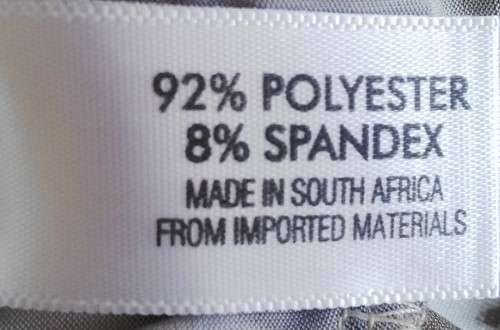 92% POLYESTER
8% SPANDEX
MADE IN SOUTH AFRICA
FROM IMPORTED MATERIALS